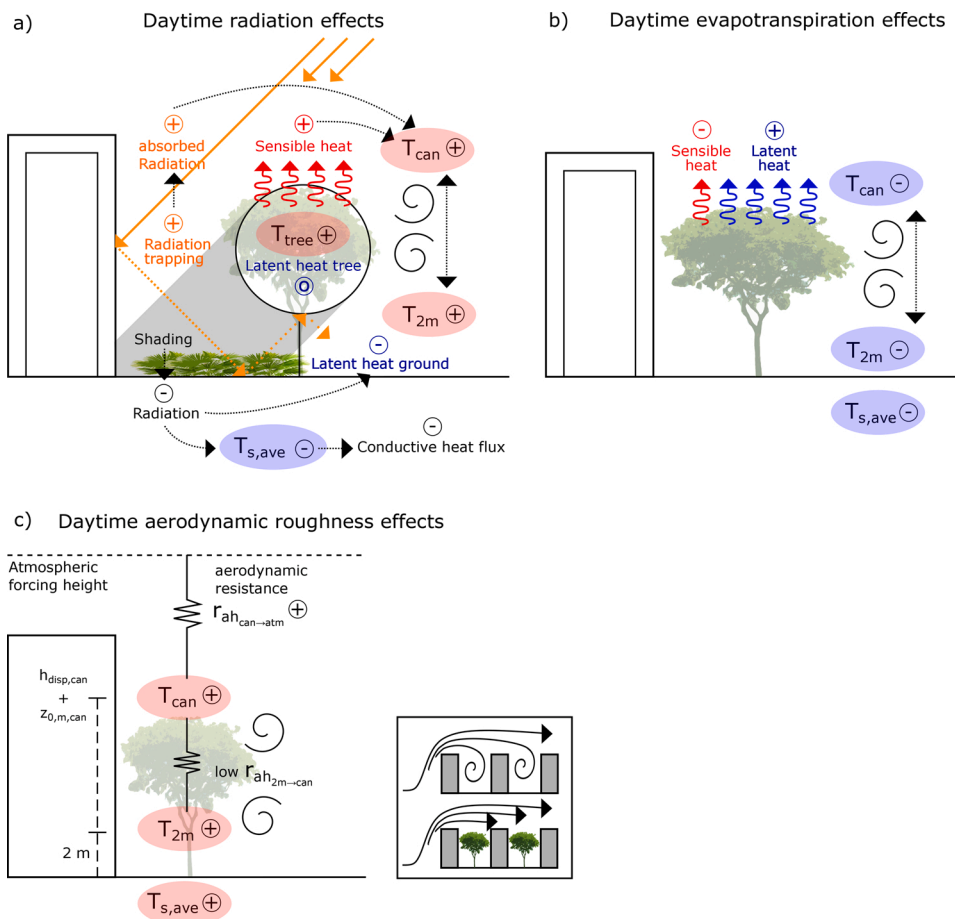 a) Daytime radiation effects
⊕
absorbed
Radiation
⊕
Radiation
trapping
⊕
Sensible heat
T_can ⊕
T_tree ⊕
Latent heat tree
⓪
T_2m ⊕
Shading
⊖
Radiation
⊖
Latent heat ground
T_s,ave ⊖
⊖
Conductive heat flux
b) Daytime evapotranspiration effects
⊖
Sensible
heat
⊕
Latent
heat
T_can ⊖
T_2m ⊖
T_s,ave ⊖
c) Daytime aerodynamic roughness effects
Atmospheric
forcing height
aerodynamic
resistance
r_ah_can→atm ⊕
h_disp,can
+
z_0,m,can
T_can ⊕
low r_ah_2m→can
T_2m ⊕
2 m
T_s,ave ⊕